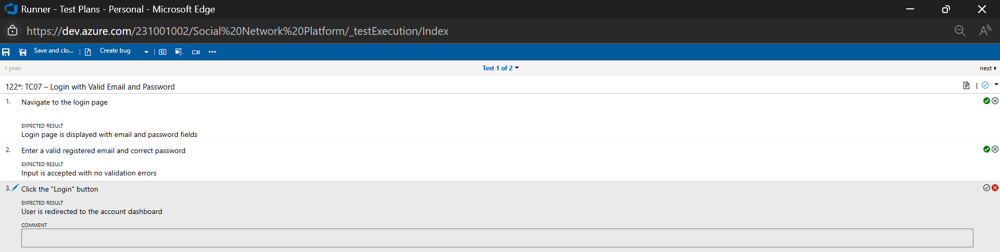 Runner - Test Plans - Personal - Microsoft Edge
https://dev.azure.com/231001002/Social%20Network%20Platform/_testExecution/Index
Save and clo... Create bug
prev Test 1 of 2 next
122*: TC07 – Login with Valid Email and Password
1. Navigate to the login page
EXPECTED RESULT
Login page is displayed with email and password fields
2. Enter a valid registered email and correct password
EXPECTED RESULT
Input is accepted with no validation errors
3. Click the "Login" button
EXPECTED RESULT
User is redirected to the account dashboard
COMMENT